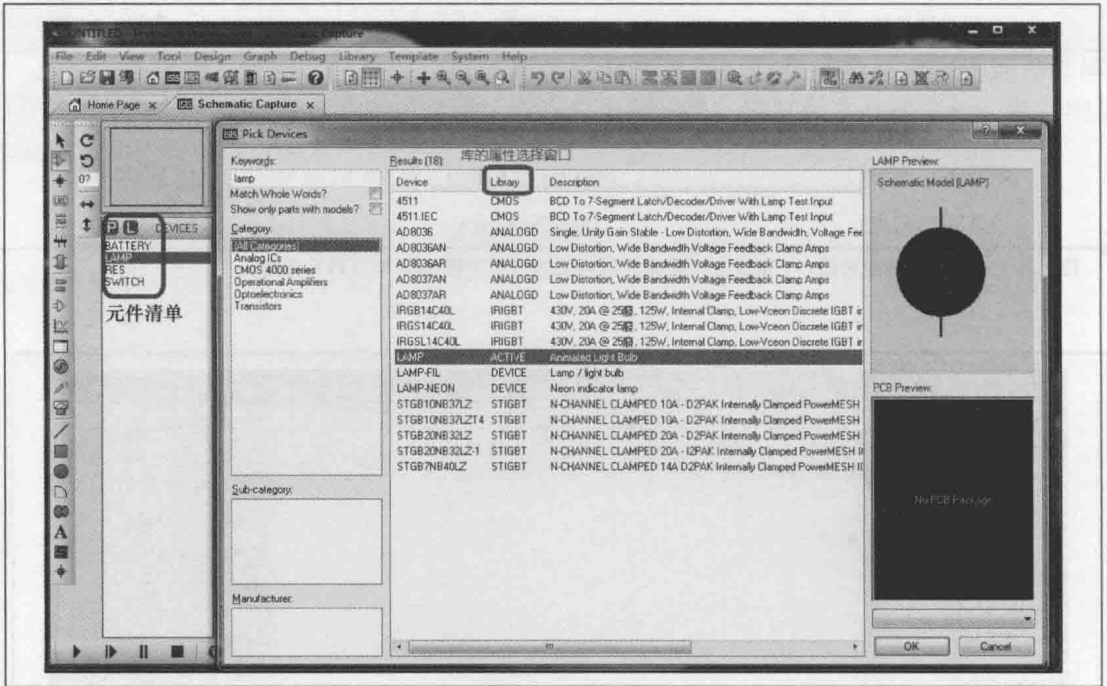 UNTITLED - Schematic Capture
File Edit View Tool Design Graph Debug Library Template System Help
Home Page x Schematic Capture x
Pick Devices
Keywords:
lamp
Match Whole Words?
Show only parts with models?
Category:
(All Categories)
Analog ICs
CMOS 4000 series
Operational Amplifiers
Optoelectronics
Transistors
Sub-category:
Manufacturer:
P L DEVICES
BATTERY
LAMP
RES
SWITCH
元件清单
Results (18): 库的属性选择窗口
Device Library Description
4511 CMOS BCD To 7-Segment Latch/Decoder/Driver With Lamp Test Input
4511.IEC CMOS BCD To 7-Segment Latch/Decoder/Driver With Lamp Test Input
AD8036 ANALOGD Single, Unity Gain Stable - Low Distortion, Wide Bandwidth, Voltage Fee
AD8036AN ANALOGD Low Distortion, Wide Bandwidth Voltage Feedback Clamp Amps
AD8036AR ANALOGD Low Distortion, Wide Bandwidth Voltage Feedback Clamp Amps
AD8037AN ANALOGD Low Distortion, Wide Bandwidth Voltage Feedback Clamp Amps
AD8037AR ANALOGD Low Distortion, Wide Bandwidth Voltage Feedback Clamp Amps
IRGB14C40L IRIGBT 430V, 20A @ 25, 125W, Internal Clamp, Low-Vceon Discrete IGBT in
IRGS14C40L IRIGBT 430V, 20A @ 25, 125W, Internal Clamp, Low-Vceon Discrete IGBT ir
IRGSL14C40L IRIGBT 430V, 20A @ 25, 125W, Internal Clamp, Low-Vceon Discrete IGBT ir
LAMP ACTIVE Animated Light Bulb
LAMP-FIL DEVICE Lamp / light bulb
LAMP-NEON DEVICE Neon indicator lamp
STGB10NB37LZ STIGBT N-CHANNEL CLAMPED 10A - D2PAK Internally Clamped PowerMESH
STGB10NB37LZT4 STIGBT N-CHANNEL CLAMPED 10A - D2PAK Internally Clamped PowerMESH
STGB20NB32LZ STIGBT N-CHANNEL CLAMPED 20A - D2PAK Internally Clamped PowerMESH
STGB20NB32LZ-1 STIGBT N-CHANNEL CLAMPED 20A - I2PAK Internally Clamped PowerMESH II
STGB7NB40LZ STIGBT N-CHANNEL CLAMPED 14A D2PAK Internally Clamped PowerMESH II
LAMP Preview:
Schematic Model [LAMP]
PCB Preview:
No PCB Package
OK Cancel